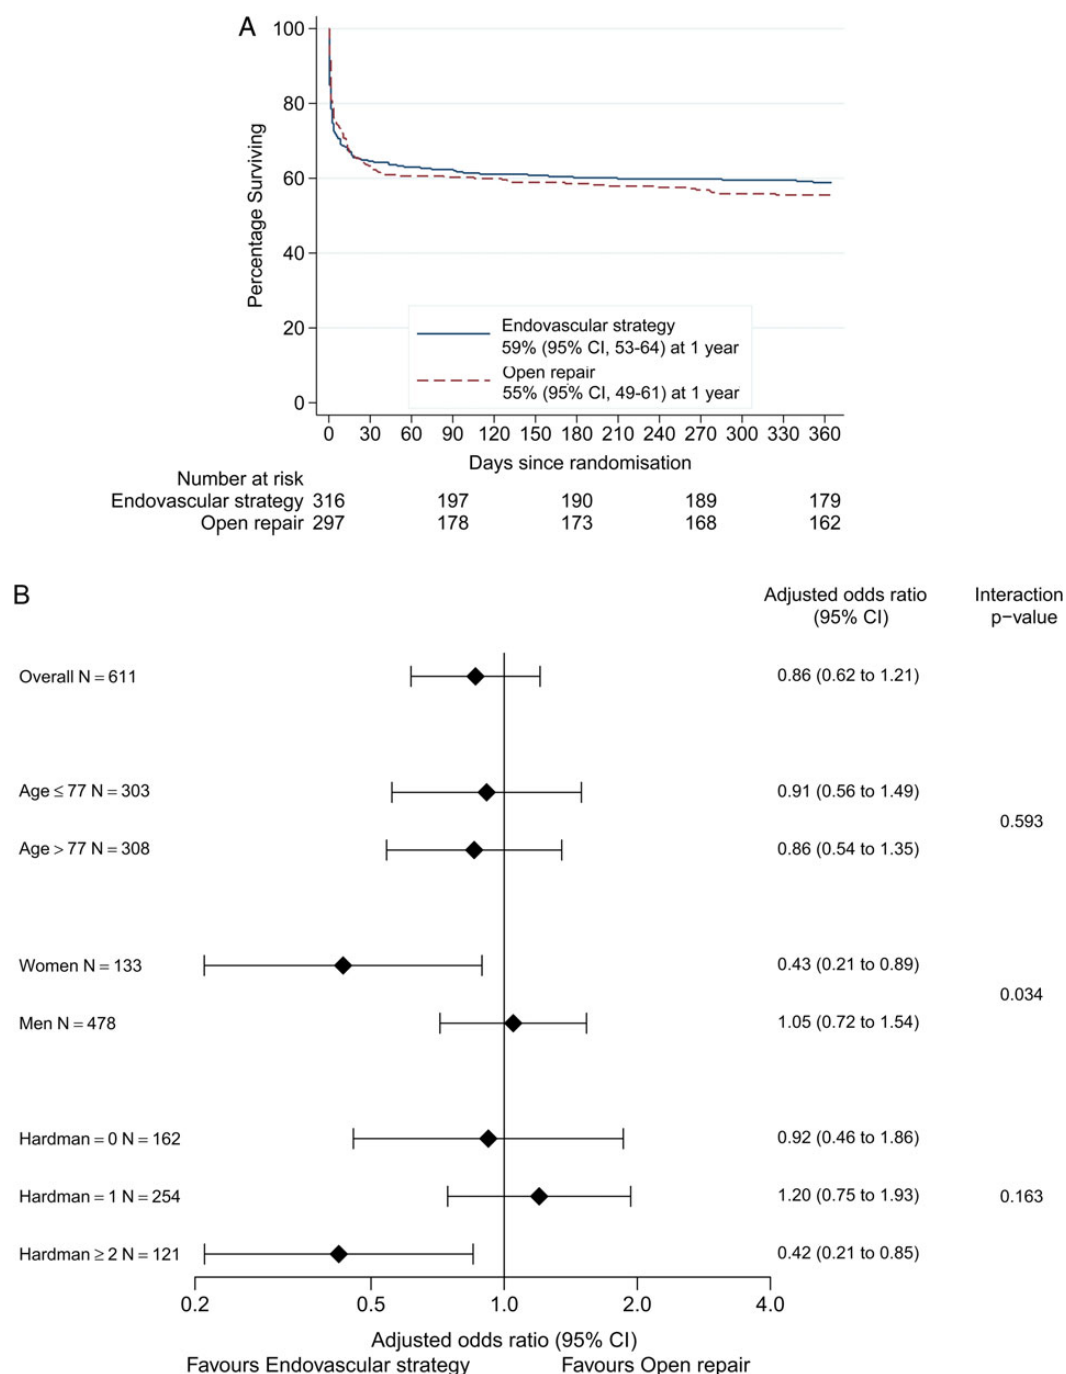 A
100
80
60
40
20
0
Percentage Surviving
Endovascular strategy
59% (95% CI, 53-64) at 1 year
Open repair
55% (95% CI, 49-61) at 1 year
0 30 60 90 120 150 180 210 240 270 300 330 360
Days since randomisation
Number at risk
Endovascular strategy 316 197 190 189 179
Open repair 297 178 173 168 162
B
Adjusted odds ratio (95% CI)
Interaction p−value
Overall N = 611 0.86 (0.62 to 1.21)
Age ≤ 77 N = 303 0.91 (0.56 to 1.49)
0.593
Age > 77 N = 308 0.86 (0.54 to 1.35)
Women N = 133 0.43 (0.21 to 0.89)
0.034
Men N = 478 1.05 (0.72 to 1.54)
Hardman = 0 N = 162 0.92 (0.46 to 1.86)
Hardman = 1 N = 254 1.20 (0.75 to 1.93) 0.163
Hardman ≥ 2 N = 121 0.42 (0.21 to 0.85)
0.2 0.5 1.0 2.0 4.0
Adjusted odds ratio (95% CI)
Favours Endovascular strategy Favours Open repair